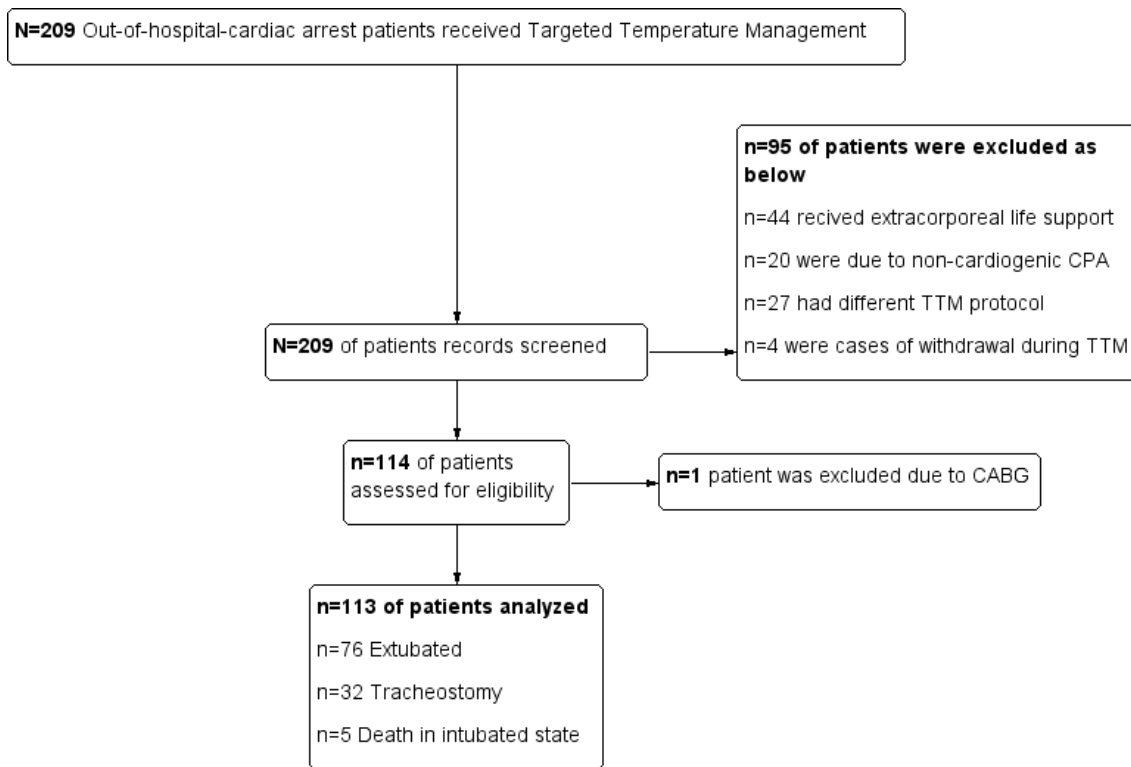 N=209 Out-of-hospital-cardiac arrest patients received Targeted Temperature Management
n=95 of patients were excluded as
below
n=44 recived extracorporeal life support
n=20 were due to non-cardiogenic CPA
n=27 had different TTM protocol
n=4 were cases of withdrawal during TTM
N=209 of patients records screened
n=114 of patients
assessed for eligibility
n=1 patient was excluded due to CABG
n=113 of patients analyzed
n=76 Extubated
n=32 Tracheostomy
n=5 Death in intubated state